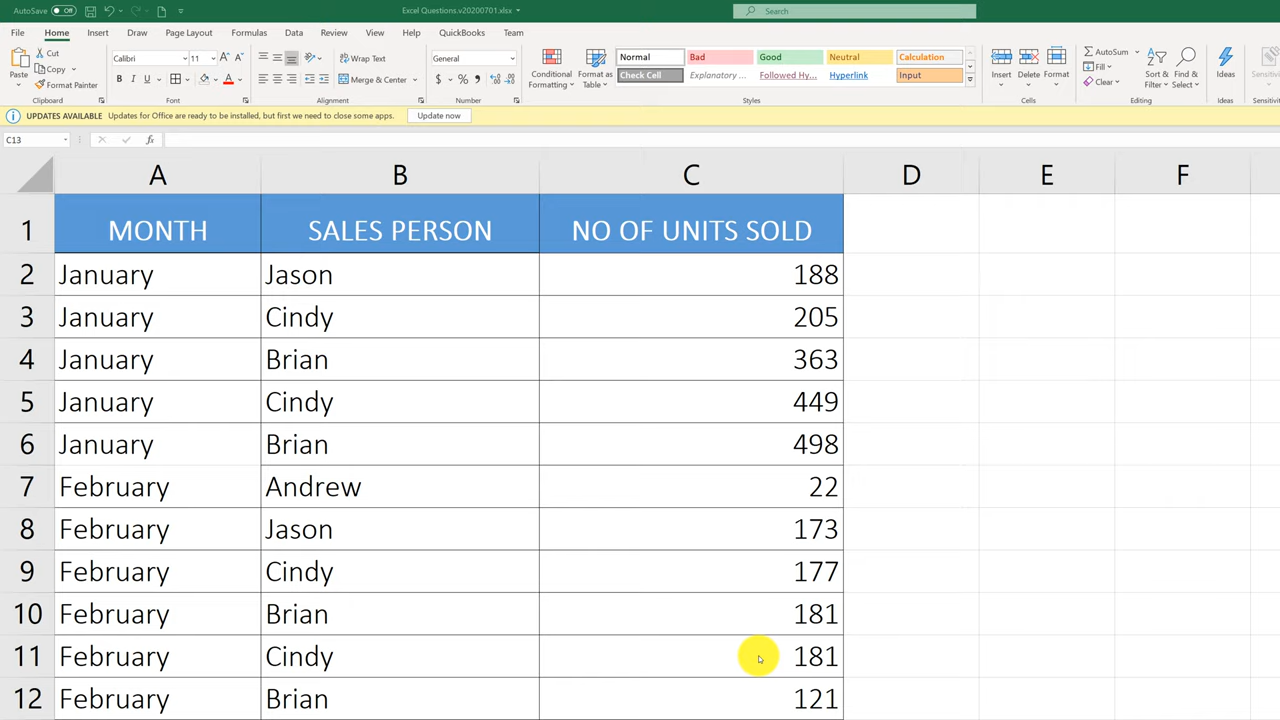 AutoSave Off Excel Questions.v20200701.xlsx Search
File Home Insert Draw Page Layout Formulas Data Review View Help QuickBooks Team
Cut Calibri 11 Wrap Text General Normal Bad Good Neutral Calculation AutoSum
Copy Fill
Paste Conditional Format as Insert Delete Format Sort & Find & Ideas
Format Painter B I U Merge & Center $ % Check Cell Explanatory ... Followed Hy... Hyperlink Input Clear
Formatting Table Filter Select
Clipboard Font Alignment Number Styles Cells Editing Ideas
UPDATES AVAILABLE Updates for Office are ready to be installed, but first we need to close some apps. Update now
C13 fx
A B C D E F
1 MONTH SALES PERSON NO OF UNITS SOLD
2 January Jason 188
3 January Cindy 205
4 January Brian 363
5 January Cindy 449
6 January Brian 498
7 February Andrew 22
8 February Jason 173
9 February Cindy 177
10 February Brian 181
11 February Cindy 181
12 February Brian 121